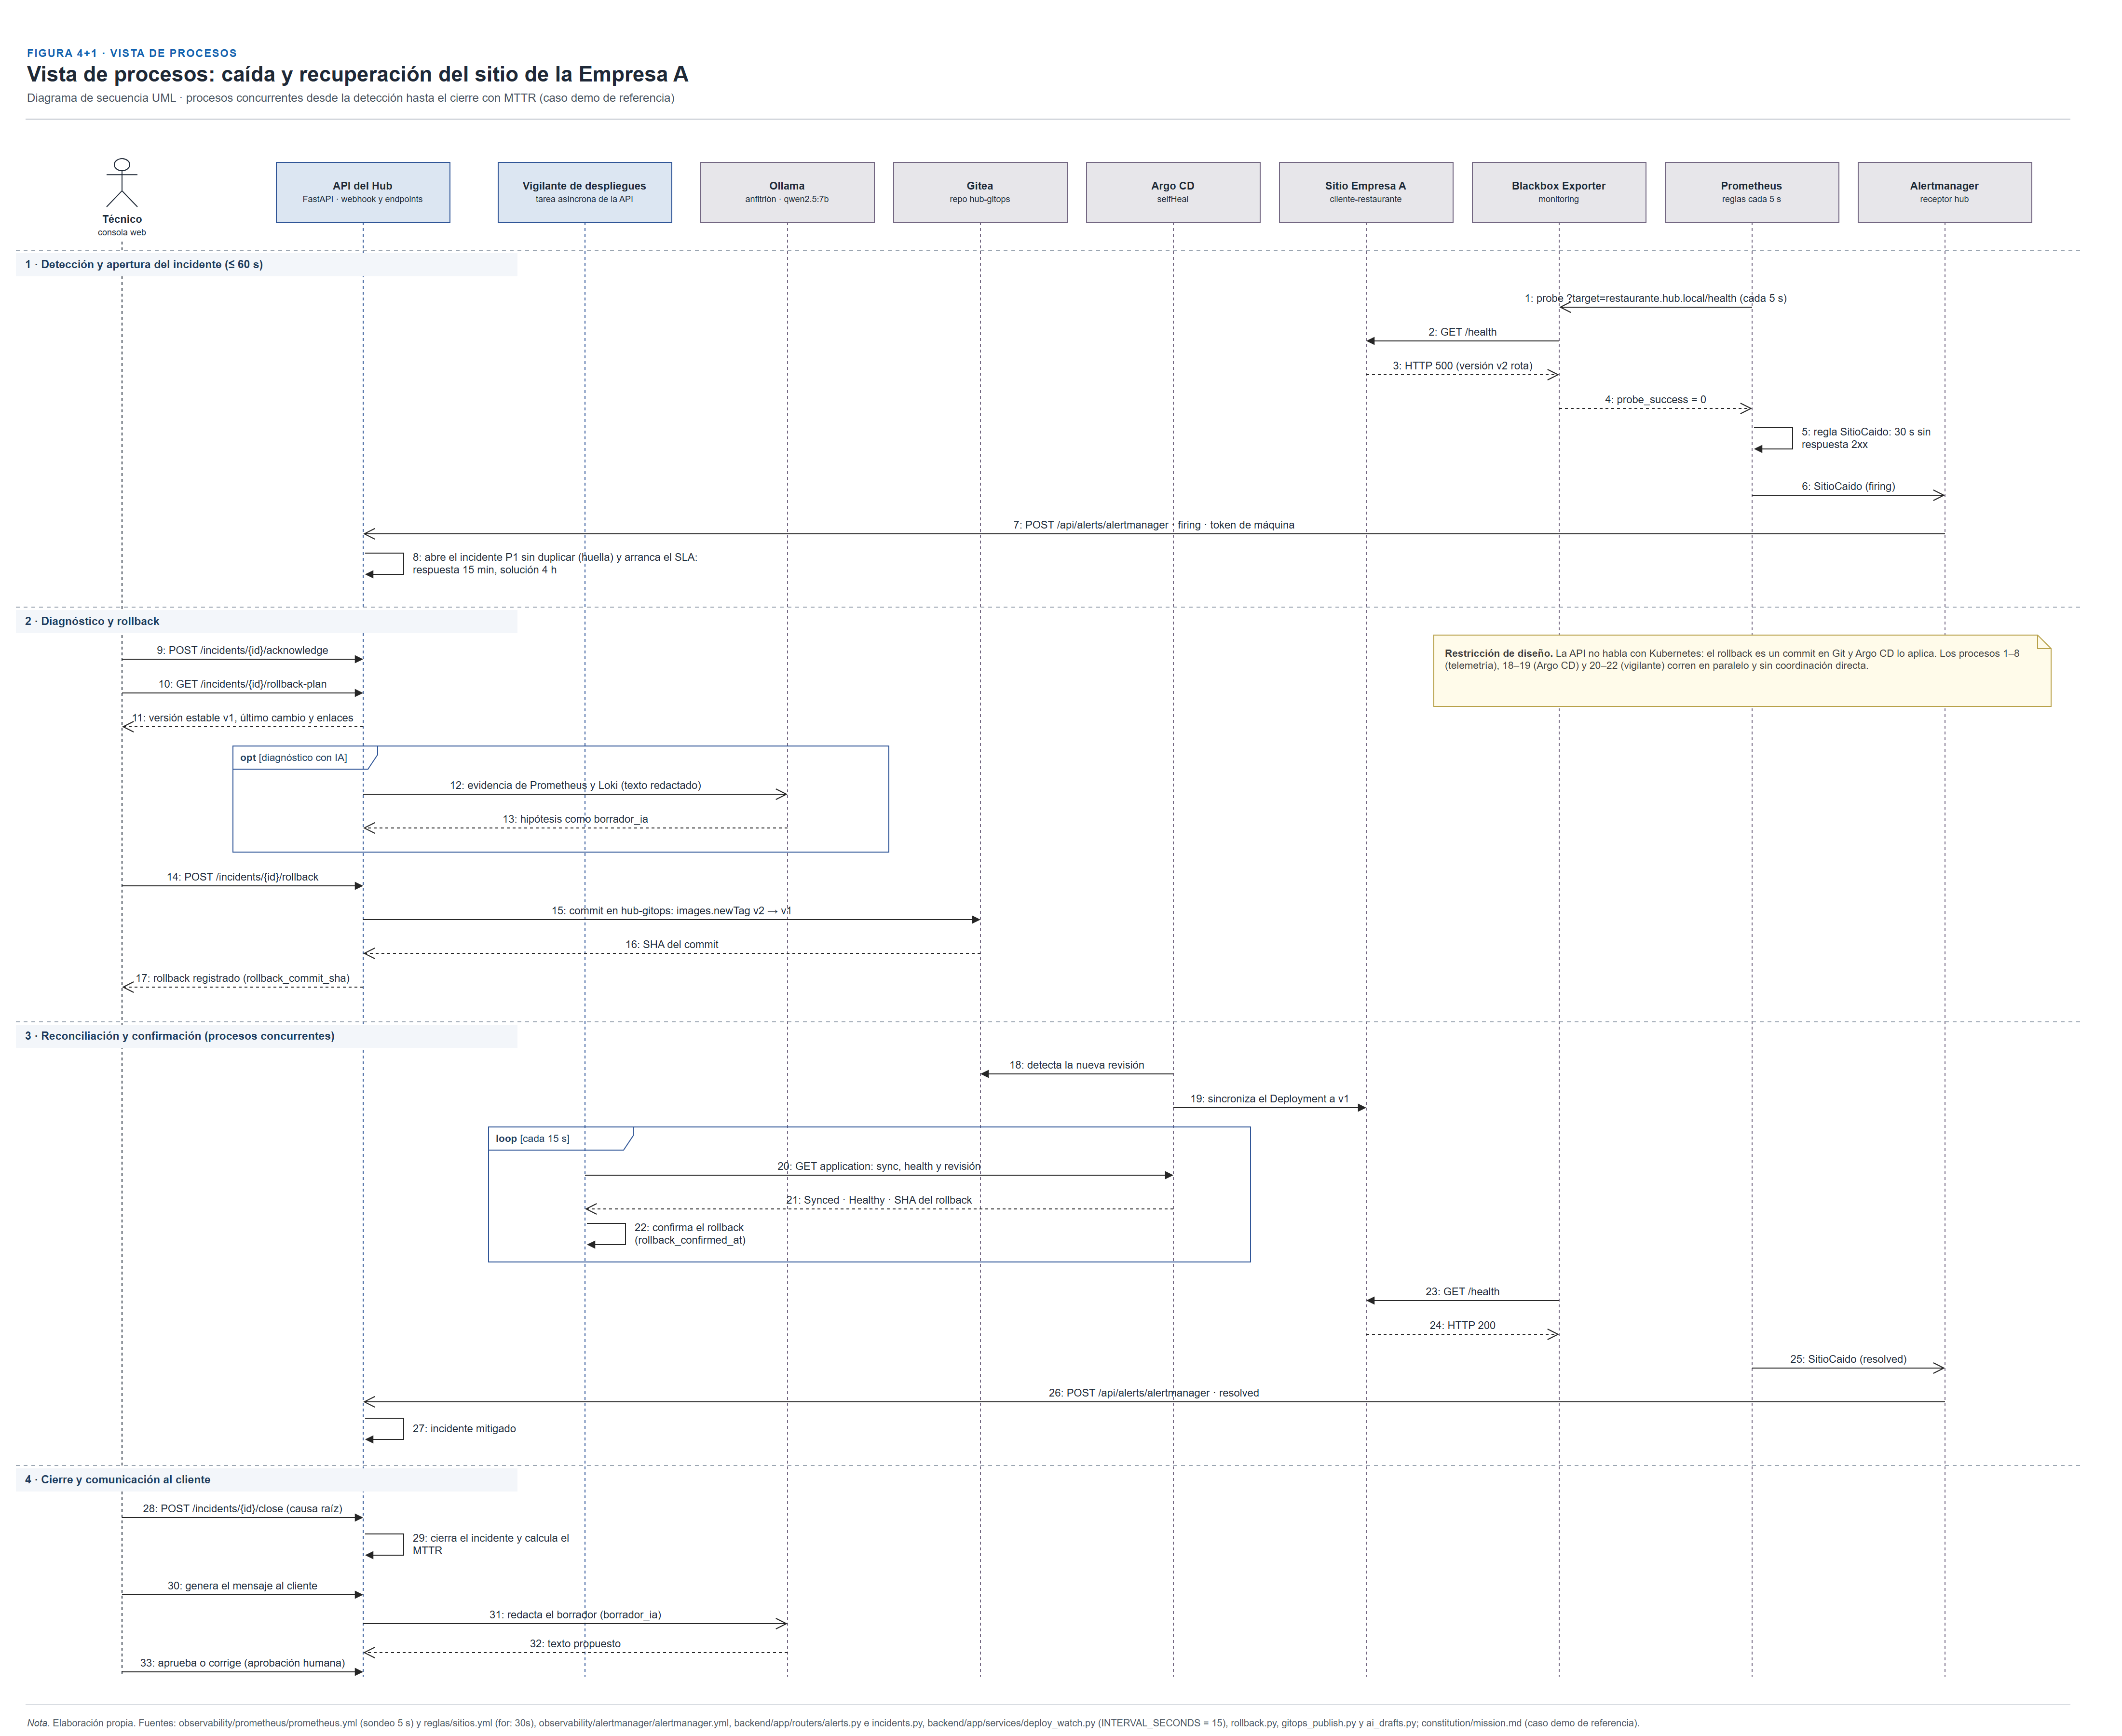 FIGURA 4+1 · VISTA DE PROCESOS
Vista de procesos: caída y recuperación del sitio de la Empresa A
Diagrama de secuencia UML · procesos concurrentes desde la detección hasta el cierre con MTTR (caso demo de referencia)
Técnico
consola web
API del Hub
FastAPI · webhook y endpoints
Vigilante de despliegues
tarea asíncrona de la API
Ollama
anfitrión · qwen2.5:7b
Gitea
repo hub-gitops
Argo CD
selfHeal
Sitio Empresa A
cliente-restaurante
Blackbox Exporter
monitoring
Prometheus
reglas cada 5 s
Alertmanager
receptor hub
1 · Detección y apertura del incidente (≤ 60 s)
1: probe ?target=restaurante.hub.local/health (cada 5 s)
2: GET /health
3: HTTP 500 (versión v2 rota)
4: probe_success = 0
5: regla SitioCaido: 30 s sin
respuesta 2xx
6: SitioCaido (firing)
7: POST /api/alerts/alertmanager · firing · token de máquina
8: abre el incidente P1 sin duplicar (huella) y arranca el SLA:
respuesta 15 min, solución 4 h
2 · Diagnóstico y rollback
Restricción de diseño. La API no habla con Kubernetes: el rollback es un commit en Git y Argo CD lo aplica. Los procesos 1–8
(telemetría), 18–19 (Argo CD) y 20–22 (vigilante) corren en paralelo y sin coordinación directa.
9: POST /incidents/{id}/acknowledge
10: GET /incidents/{id}/rollback-plan
11: versión estable v1, último cambio y enlaces
opt [diagnóstico con IA]
12: evidencia de Prometheus y Loki (texto redactado)
13: hipótesis como borrador_ia
14: POST /incidents/{id}/rollback
15: commit en hub-gitops: images.newTag v2 → v1
16: SHA del commit
17: rollback registrado (rollback_commit_sha)
3 · Reconciliación y confirmación (procesos concurrentes)
18: detecta la nueva revisión
19: sincroniza el Deployment a v1
loop [cada 15 s]
20: GET application: sync, health y revisión
21: Synced · Healthy · SHA del rollback
22: confirma el rollback
(rollback_confirmed_at)
23: GET /health
24: HTTP 200
25: SitioCaido (resolved)
26: POST /api/alerts/alertmanager · resolved
27: incidente mitigado
4 · Cierre y comunicación al cliente
28: POST /incidents/{id}/close (causa raíz)
29: cierra el incidente y calcula el
MTTR
30: genera el mensaje al cliente
31: redacta el borrador (borrador_ia)
32: texto propuesto
33: aprueba o corrige (aprobación humana)
Nota. Elaboración propia. Fuentes: observability/prometheus/prometheus.yml (sondeo 5 s) y reglas/sitios.yml (for: 30s), observability/alertmanager/alertmanager.yml, backend/app/routers/alerts.py e incidents.py, backend/app/services/deploy_watch.py (INTERVAL_SECONDS = 15), rollback.py, gitops_publish.py y ai_drafts.py; constitution/mission.md (caso demo de referencia).